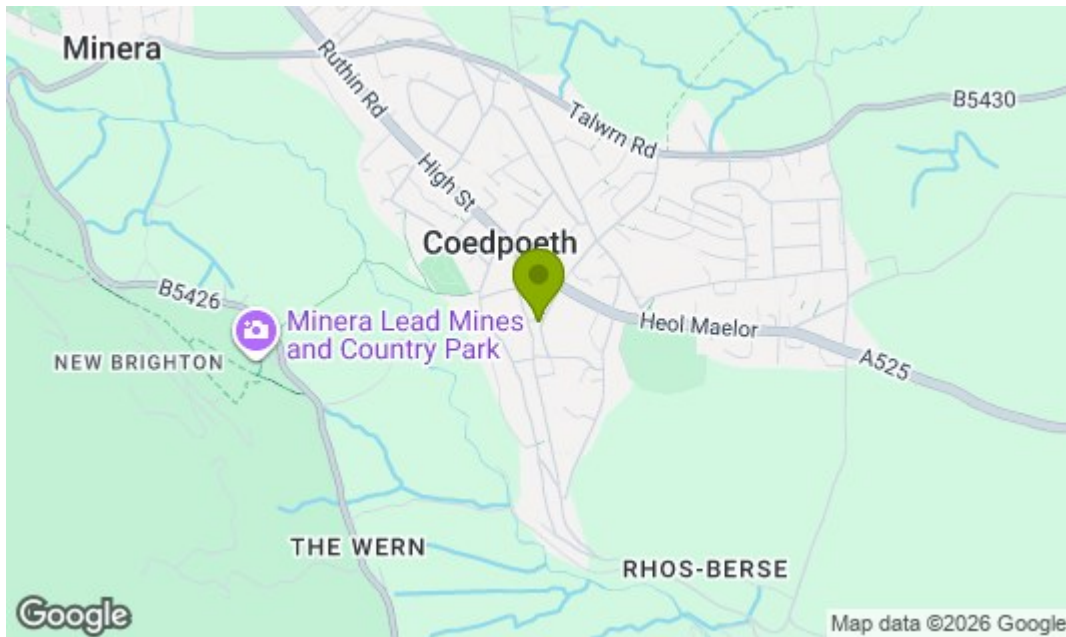 Minera
Ruthin Rd
B5430
Talwrn Rd
High St
Coedpoeth
B5426
Minera Lead Mines
and Country Park
Heol Maelor
NEW BRIGHTON
A525
THE WERN
RHOS-BERSE
Google
Map data ©2026 Google